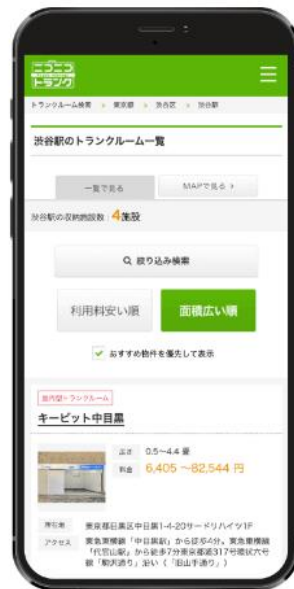 ニコニコ
トランク
トランクルーム検索 > 東京都 > 渋谷区 > 渋谷駅
渋谷駅のトランクルーム一覧
一覧で見る
MAPで見る ›
渋谷駅の収納施設数：4施設
絞り込み検索
利用料安い順
面積広い順
おすすめ物件を優先して表示
屋内型トランクルーム
キーピット中目黒
広さ 0.5〜4.4 畳
料金 6,405 〜82,544 円
所在地 東京都目黒区中目黒1-4-20サードリハイツ1F
アクセス 東急東横線「中目黒駅」から徒歩4分。東急東横線
「代官山駅」から徒歩7分東京都道317号環状六号
線「駒沢通り」沿い（「旧山手通り」）